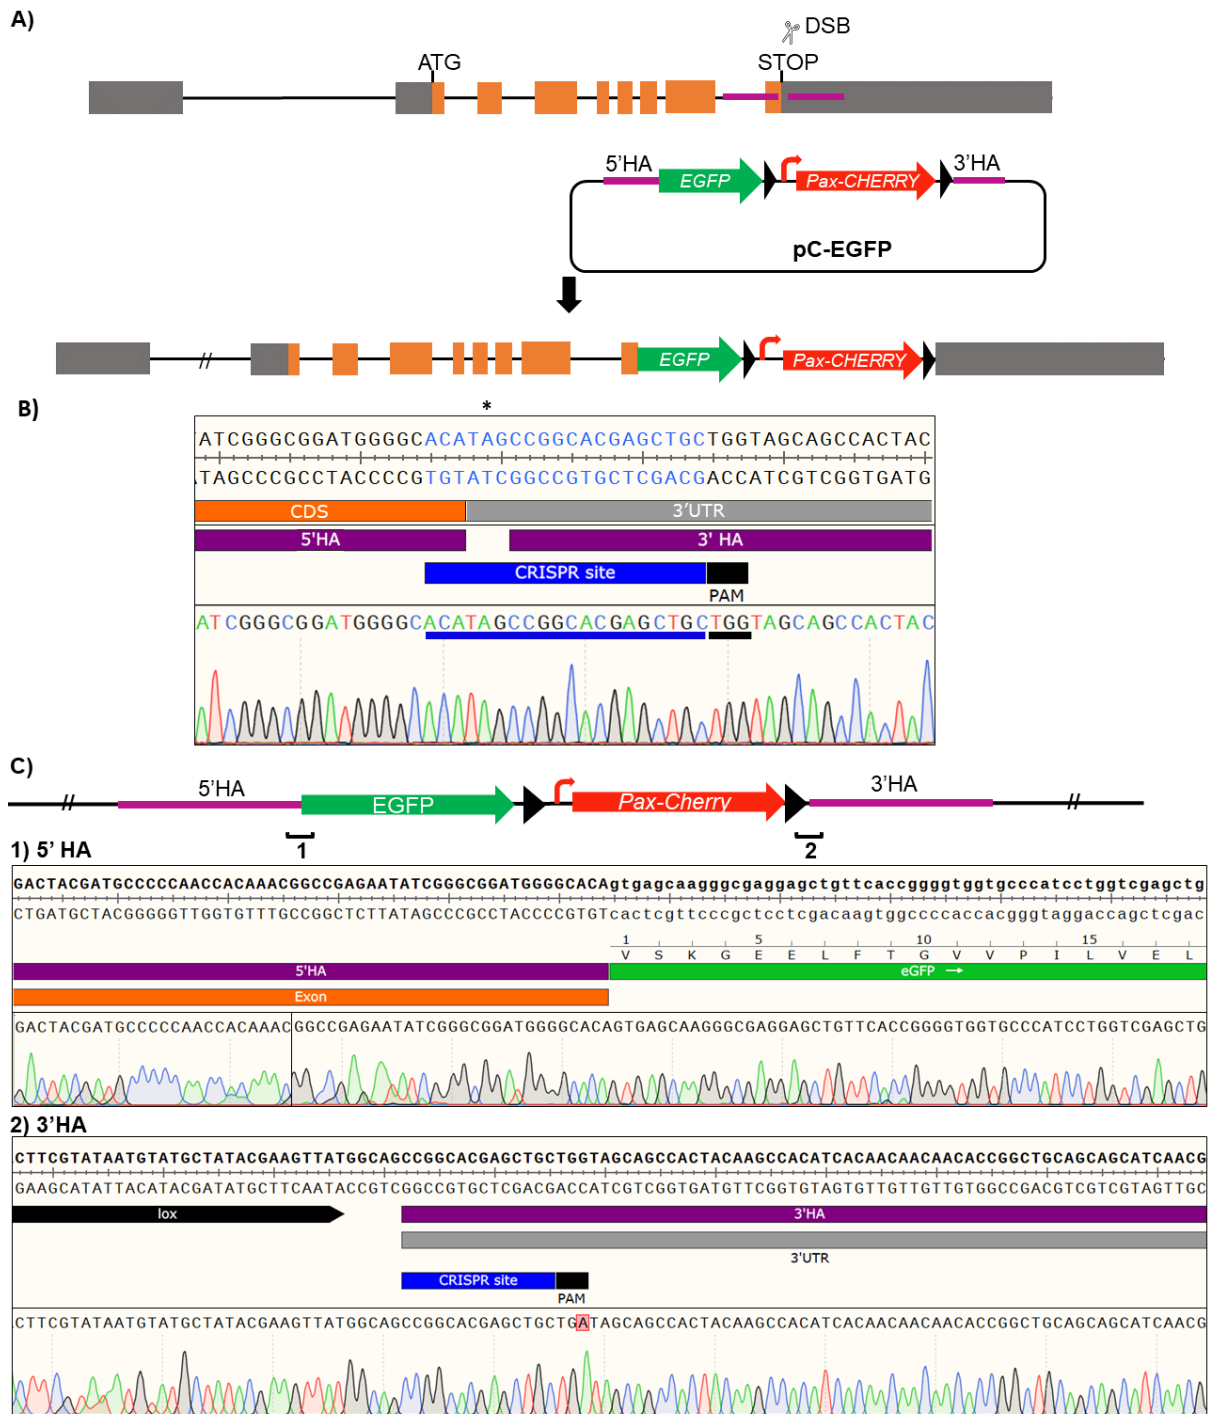 A)
DSB
ATG
STOP
5'HA
EGFP
Pax-CHERRY
3'HA
pC-EGFP
//
EGFP
Pax-CHERRY
B)
*
ATCGGGCGGATGGGGCACATAGCCGGCACGAGCTGCTGGTAGCAGCCACTAC
TAGCCCGCCTACCCCGTGTATCGGCCGTGCTCGACGACCATCGTCGGTGATG
CDS
3'UTR
5'HA
3' HA
CRISPR site
PAM
ATCGGGCGGATGGGGCACATAGCCGGCACGAGCTGCTGGTAGCAGCCACTAC
C)
//
5'HA
EGFP
Pax-Cherry
3'HA
//
1
2
1) 5' HA
GACTACGATGCCCCCAACCACAAACGGCCGAGAATATCGGGCGGATGGGGCACAgtgagcaagggcgaggagctgttcaccggggtggtgcccatcctggtcgagctg
CTGATGCTACGGGGGTTGGTGTTTGCCGGCTCTTATAGCCCGCCTACCCCGTGTcactcgttcccgctcctcgacaagtggccccaccacgggtaggaccagctcgac
1 5 10 15
V S K G E E L F T G V V P I L V E L
5'HA
eGFP →
Exon
GACTACGATGCCCCCAACCACAAACGGCCGAGAATATCGGGCGGATGGGGCACAGTGAGCAAGGGCGAGGAGCTGTTCACCGGGGTGGTGCCCATCCTGGTCGAGCTG
2) 3'HA
CTTCGTATAATGTATGCTATACGAAGTTATGGCAGCCGGCACGAGCTGCTGGTAGCAGCCACTACAAGCCACATCACAACAACAACACCGGCTGCAGCAGCATCAACG
GAAGCATATTACATACGATATGCTTCAATACCGTCGGCCGTGCTCGACGACCATCGTCGGTGATGTTCGGTGTAGTGTTGTTGTTGTGGCCGACGTCGTCGTAGTTGC
lox
3'HA
3'UTR
CRISPR site
PAM
CTTCGTATAATGTATGCTATACGAAGTTATGGCAGCCGGCACGAGCTGCTGATAGCAGCCACTACAAGCCACATCACAACAACAACACCGGCTGCAGCAGCATCAACG